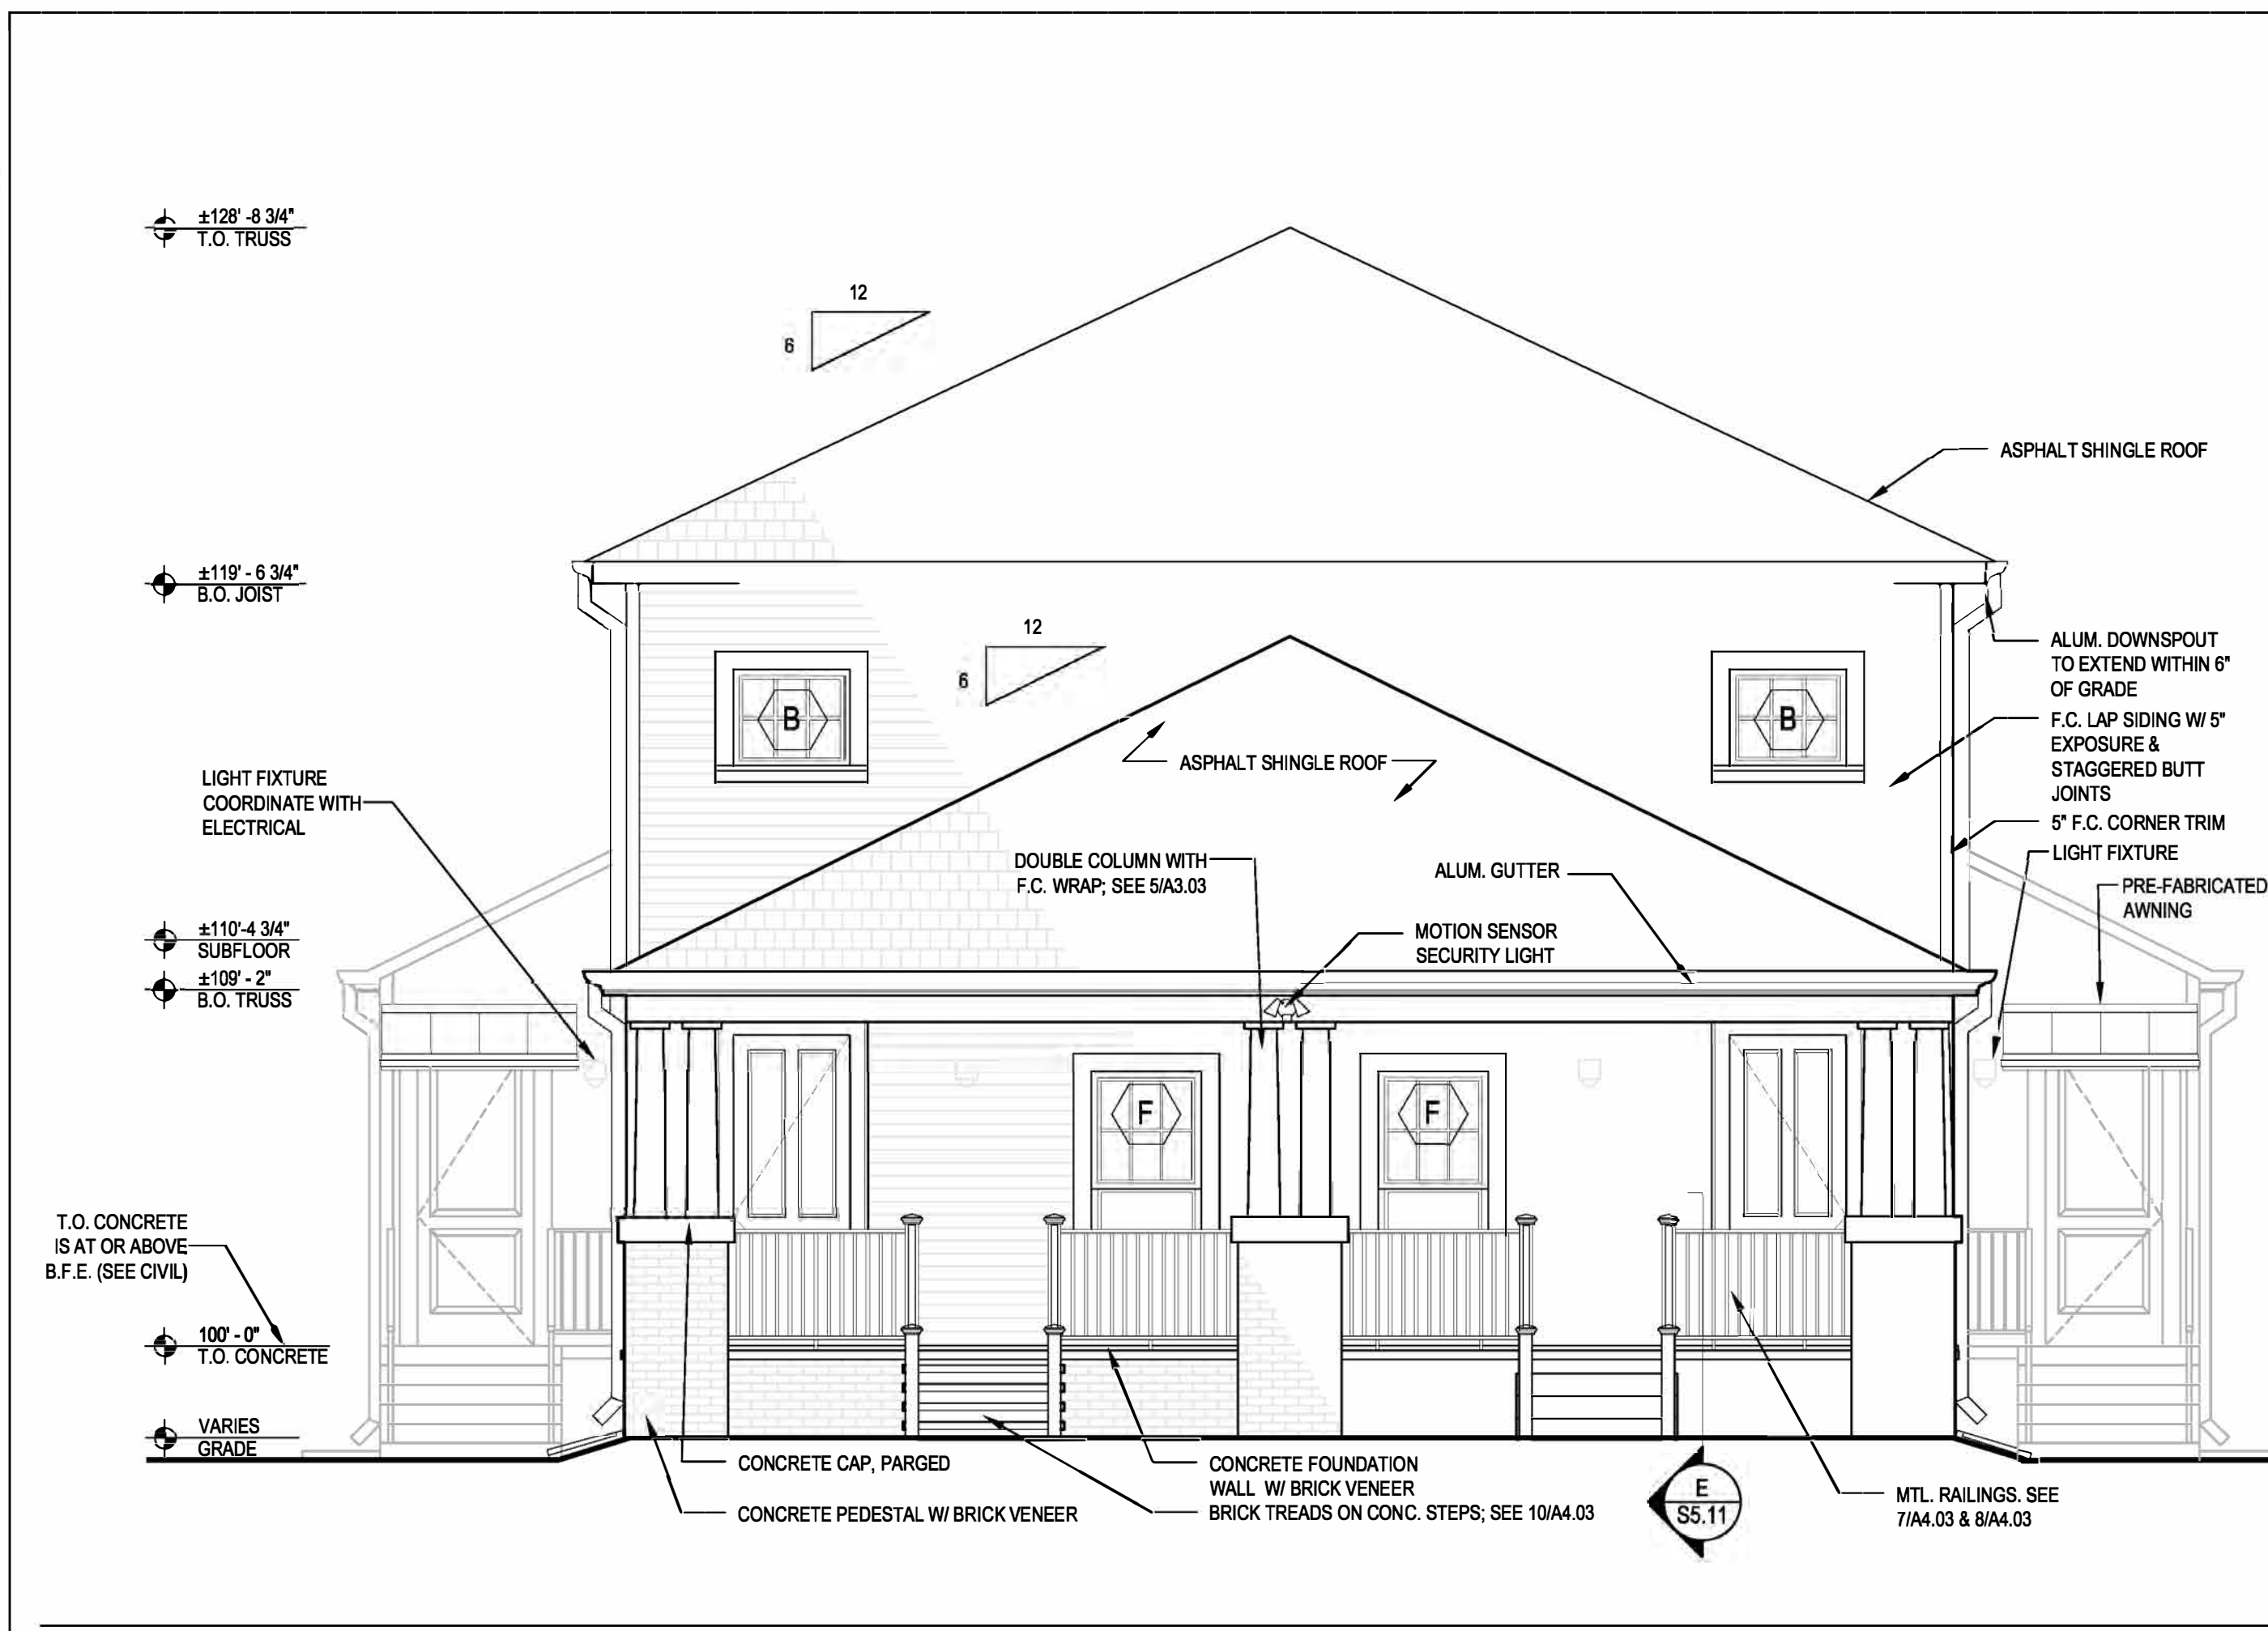 ±128' -8 3/4"
T.O. TRUSS
12
6
ASPHALT SHINGLE ROOF
±119' - 6 3/4"
B.O. JOIST
12
6
ALUM. DOWNSPOUT
TO EXTEND WITHIN 6"
OF GRADE
B
B
F.C. LAP SIDING W/ 5"
EXPOSURE &
STAGGERED BUTT
JOINTS
ASPHALT SHINGLE ROOF
LIGHT FIXTURE
COORDINATE WITH
ELECTRICAL
5" F.C. CORNER TRIM
LIGHT FIXTURE
DOUBLE COLUMN WITH
F.C. WRAP; SEE 5/A3.03
ALUM. GUTTER
PRE-FABRICATED
AWNING
±110'-4 3/4"
SUBFLOOR
MOTION SENSOR
SECURITY LIGHT
±109' - 2"
B.O. TRUSS
F
F
T.O. CONCRETE
IS AT OR ABOVE
B.F.E. (SEE CIVIL)
100' - 0"
T.O. CONCRETE
VARIES
GRADE
CONCRETE CAP, PARGED
CONCRETE PEDESTAL W/ BRICK VENEER
CONCRETE FOUNDATION
WALL W/ BRICK VENEER
BRICK TREADS ON CONC. STEPS; SEE 10/A4.03
E
S5.11
MTL. RAILINGS. SEE
7/A4.03 & 8/A4.03